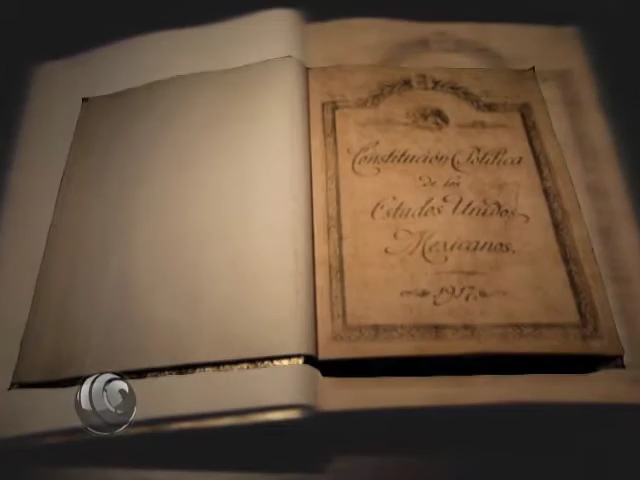 Constitución Política
de los
Estados Unidos
Mexicanos.
1917.